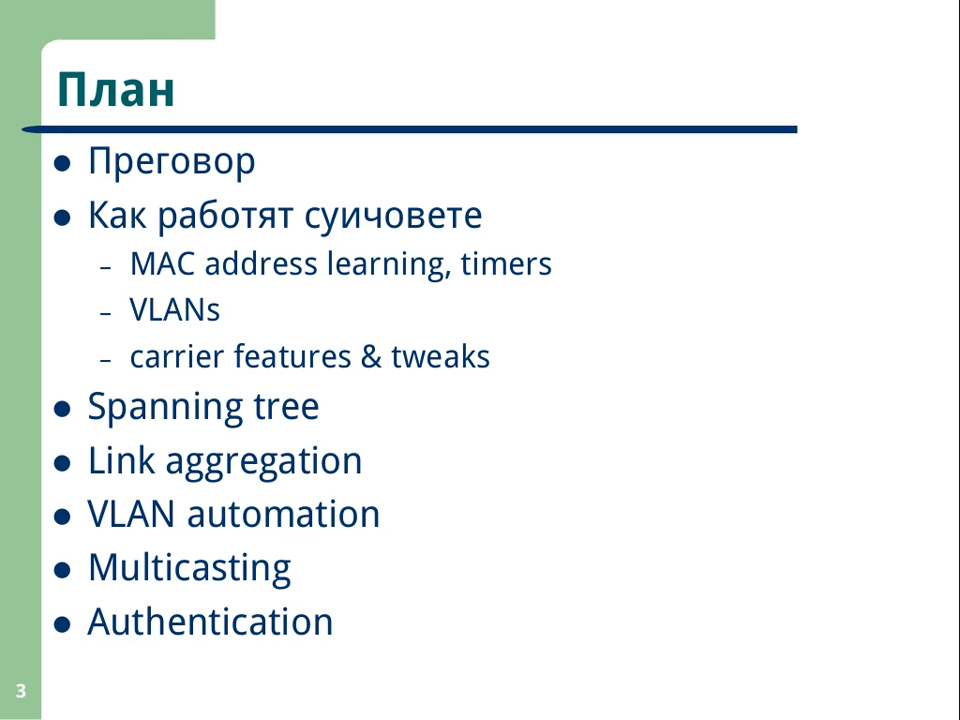 План
● Преговор
● Как работят суичовете
– MAC address learning, timers
– VLANs
– carrier features & tweaks
● Spanning tree
● Link aggregation
● VLAN automation
● Multicasting
● Authentication
3